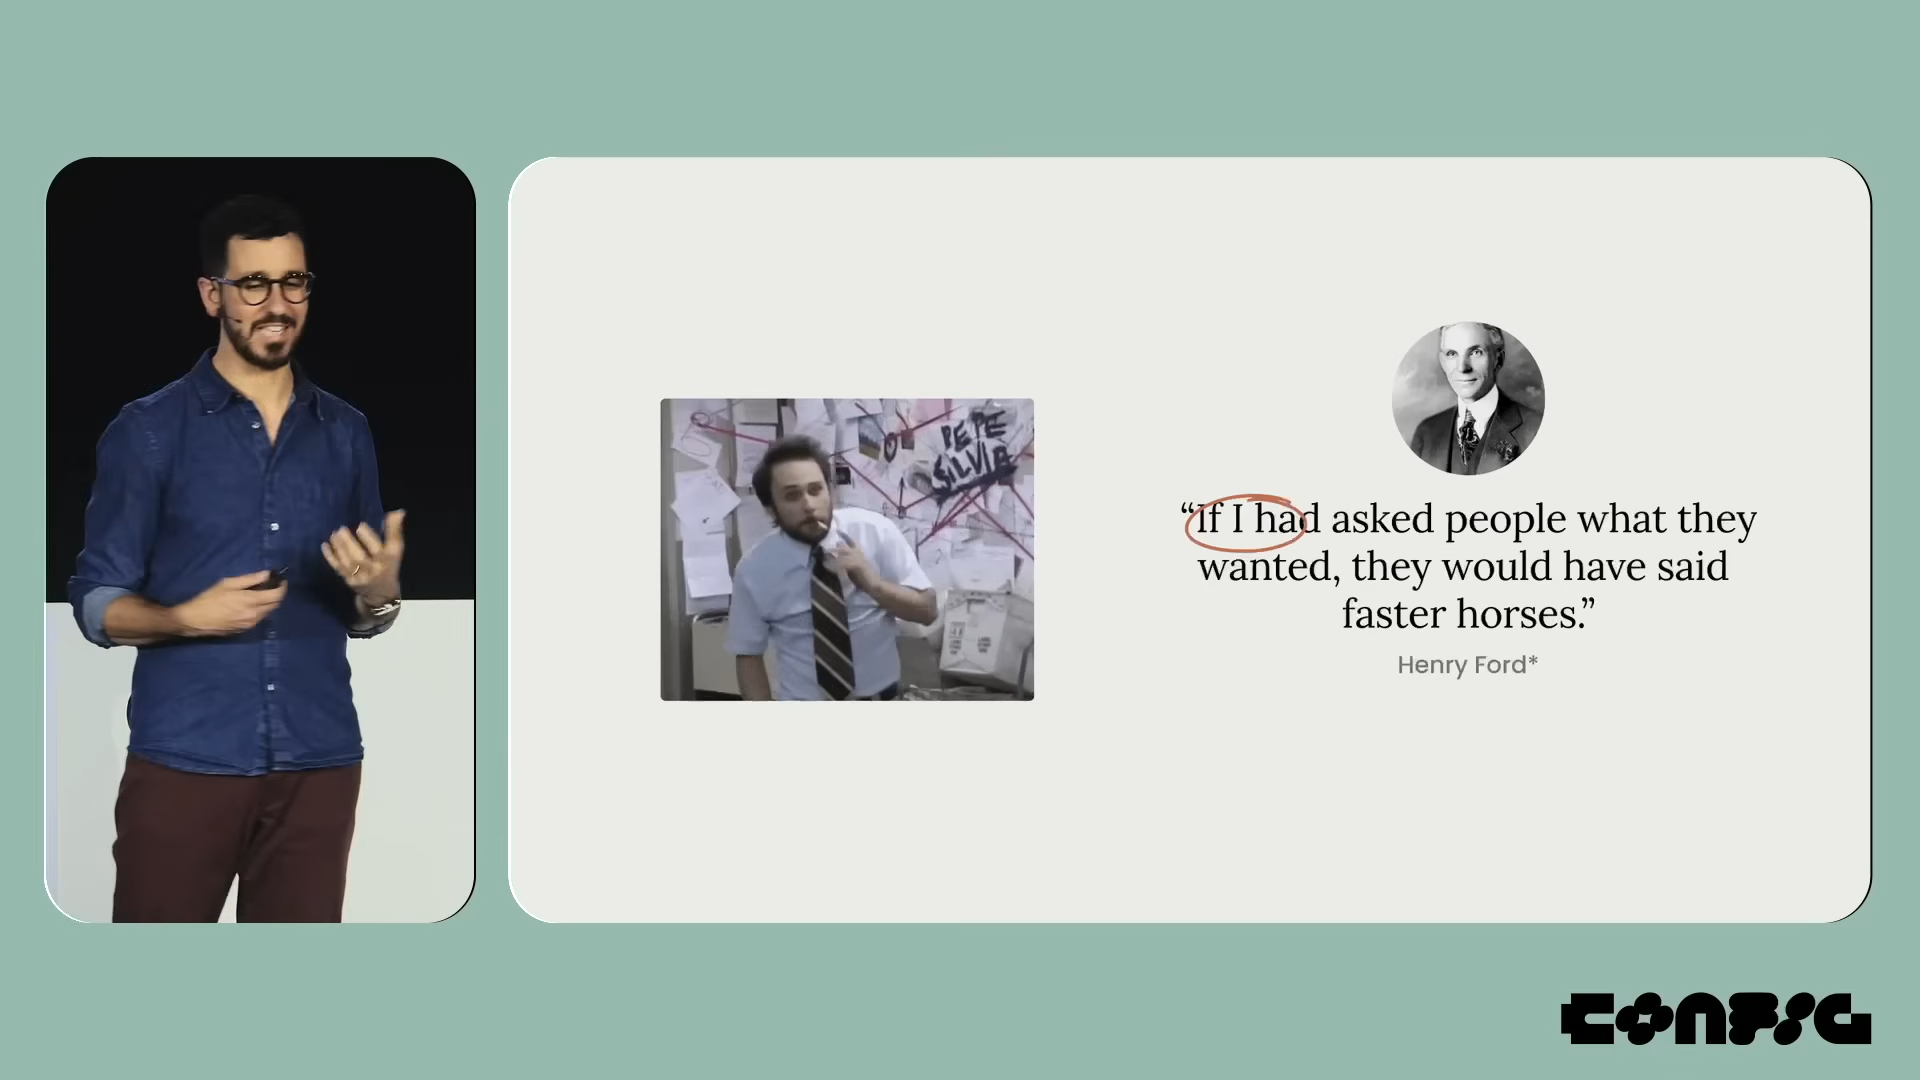 PEPE
SILVIA
“If I had asked people what they
wanted, they would have said
faster horses.”
Henry Ford*
CONFIG